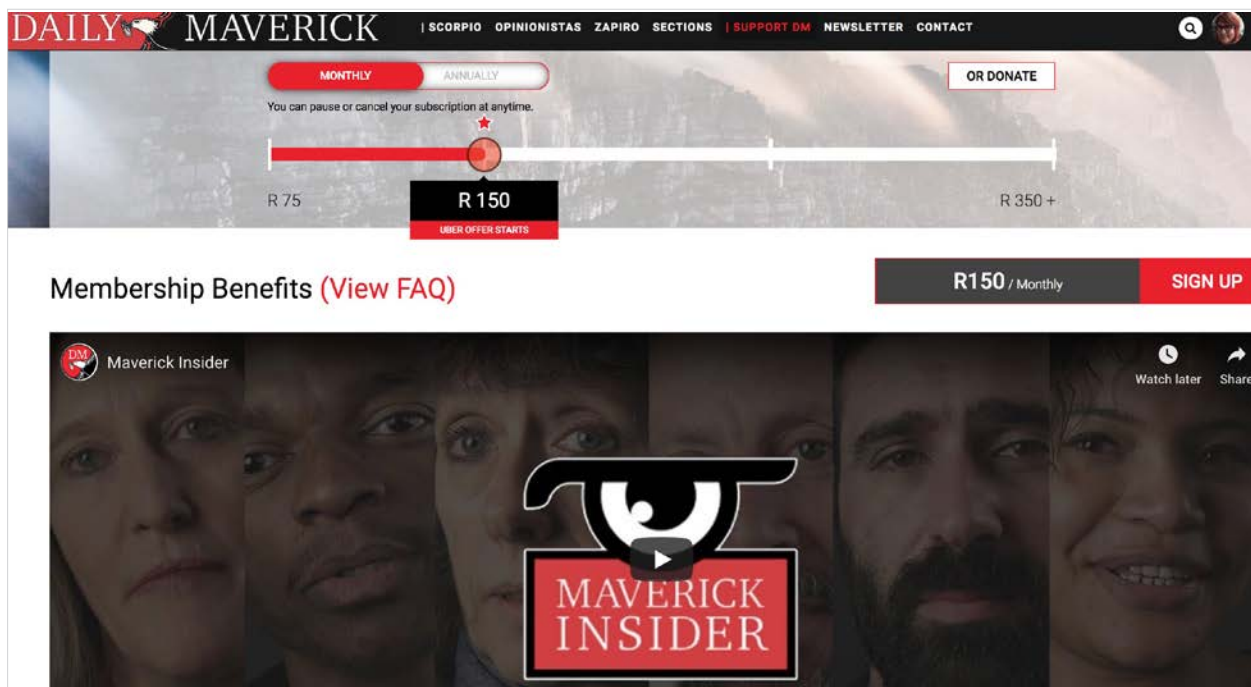 DAILY MAVERICK | SCORPIO OPINIONISTAS ZAPIRO SECTIONS | SUPPORT DM NEWSLETTER CONTACT
MONTHLY ANNUALLY OR DONATE
You can pause or cancel your subscription at anytime.
R 75 R 150 R 350 +
UBER OFFER STARTS
Membership Benefits (View FAQ) R150 / Monthly SIGN UP
DM Maverick Insider
Watch later Share
MAVERICK
INSIDER